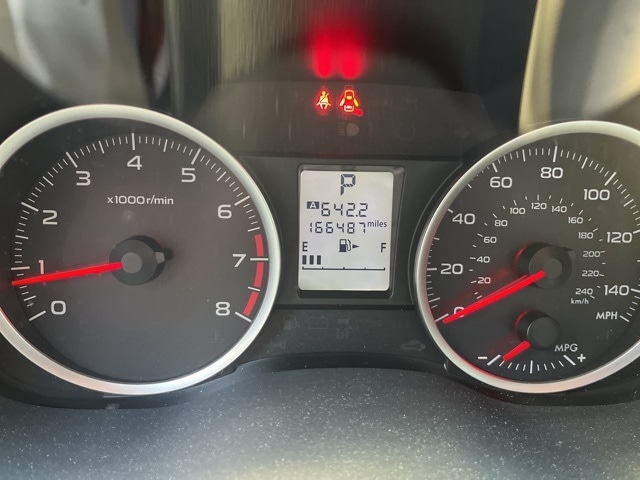 4
3 5
x1000r/min
2 6
1 7
0 8
P
A 642.2
166487 miles
E F
80
60 100
120 140
100 160
40 80 180 120
60 200
40 220
20 20 240 140
km/h
0 MPH
MPG
- +